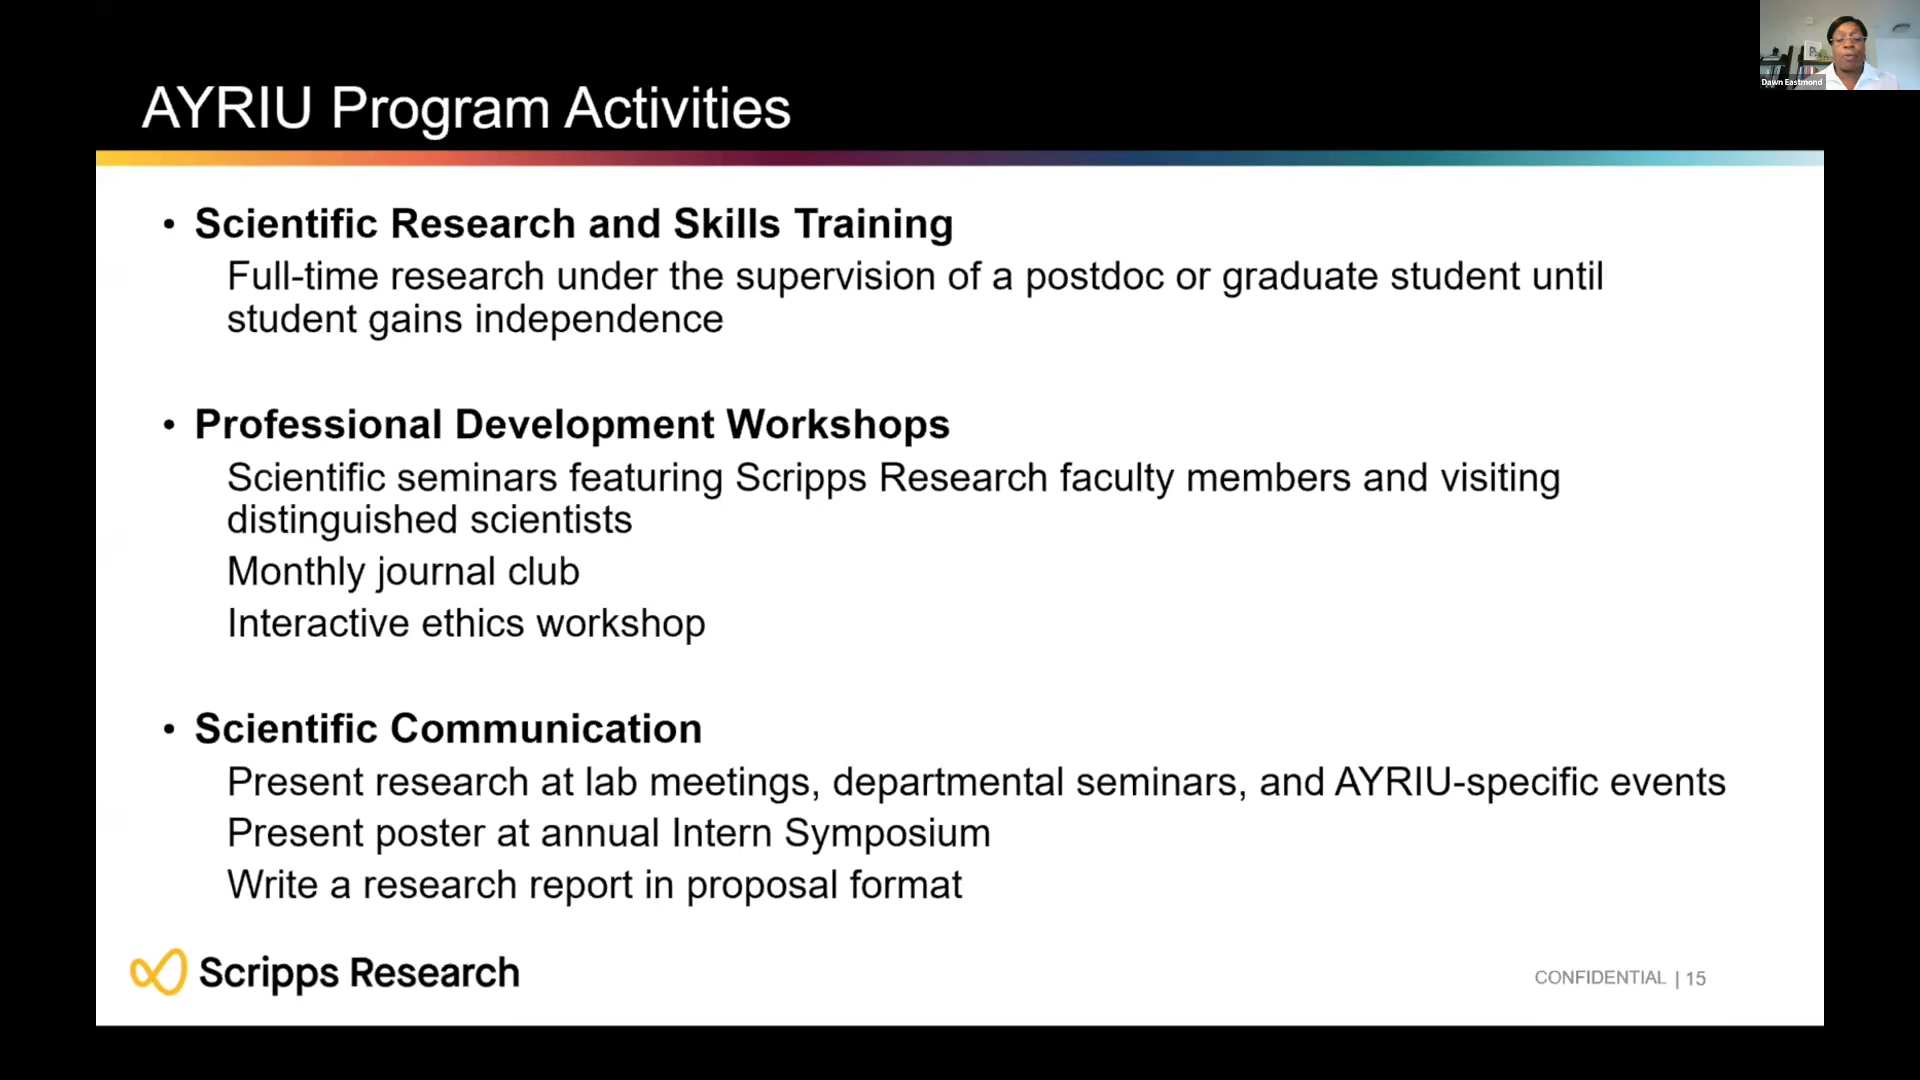 Dawn Eastmond
AYRIU Program Activities
• Scientific Research and Skills Training
Full-time research under the supervision of a postdoc or graduate student until
student gains independence
• Professional Development Workshops
Scientific seminars featuring Scripps Research faculty members and visiting
distinguished scientists
Monthly journal club
Interactive ethics workshop
• Scientific Communication
Present research at lab meetings, departmental seminars, and AYRIU-specific events
Present poster at annual Intern Symposium
Write a research report in proposal format
Scripps Research
CONFIDENTIAL | 15